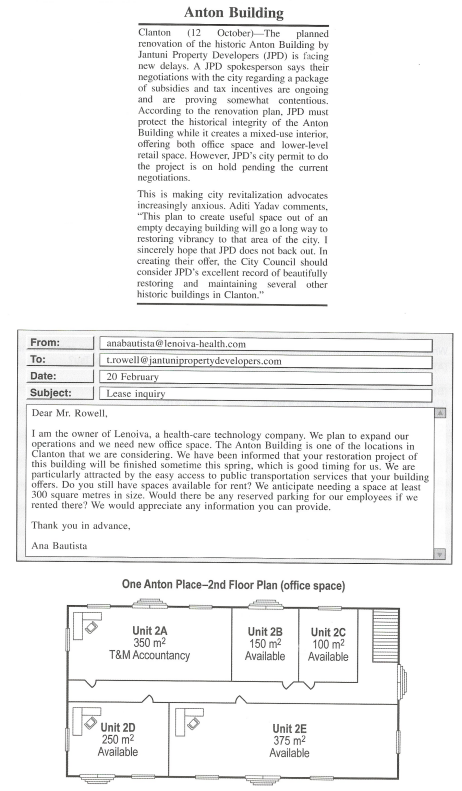 Anton Building
Clanton (12 October)—The planned
renovation of the historic Anton Building by
Jantuni Property Developers (JPD) is facing
new delays. A JPD spokesperson says their
negotiations with the city regarding a package
of subsidies and tax incentives are ongoing
and are proving somewhat contentious.
According to the renovation plan, JPD must
protect the historical integrity of the Anton
Building while it creates a mixed-use interior,
offering both office space and lower-level
retail space. However, JPD's city permit to do
the project is on hold pending the current
negotiations.
This is making city revitalization advocates
increasingly anxious. Aditi Yadav comments,
“This plan to create useful space out of an
empty decaying building will go a long way to
restoring vibrancy to that area of the city. I
sincerely hope that JPD does not back out. In
creating their offer, the City Council should
consider JPD's excellent record of beautifully
restoring and maintaining several other
historic buildings in Clanton.”
From: anabautista@lenoiva-health.com
To: t.rowell@jantunipropertydevelopers.com
Date: 20 February
Subject: Lease inquiry
Dear Mr. Rowell,
I am the owner of Lenoiva, a health-care technology company. We plan to expand our
operations and we need new office space. The Anton Building is one of the locations in
Clanton that we are considering. We have been informed that your restoration project of
this building will be finished sometime this spring, which is good timing for us. We are
particularly attracted by the easy access to public transportation services that your building
offers. Do you still have spaces available for rent? We anticipate needing a space at least
300 square metres in size. Would there be any reserved parking for our employees if we
rented there? We would appreciate any information you can provide.
Thank you in advance,
Ana Bautista
One Anton Place–2nd Floor Plan (office space)
Unit 2A
350 m²
T&M Accountancy
Unit 2B
150 m²
Available
Unit 2C
100 m²
Available
Unit 2D
250 m²
Available
Unit 2E
375 m²
Available